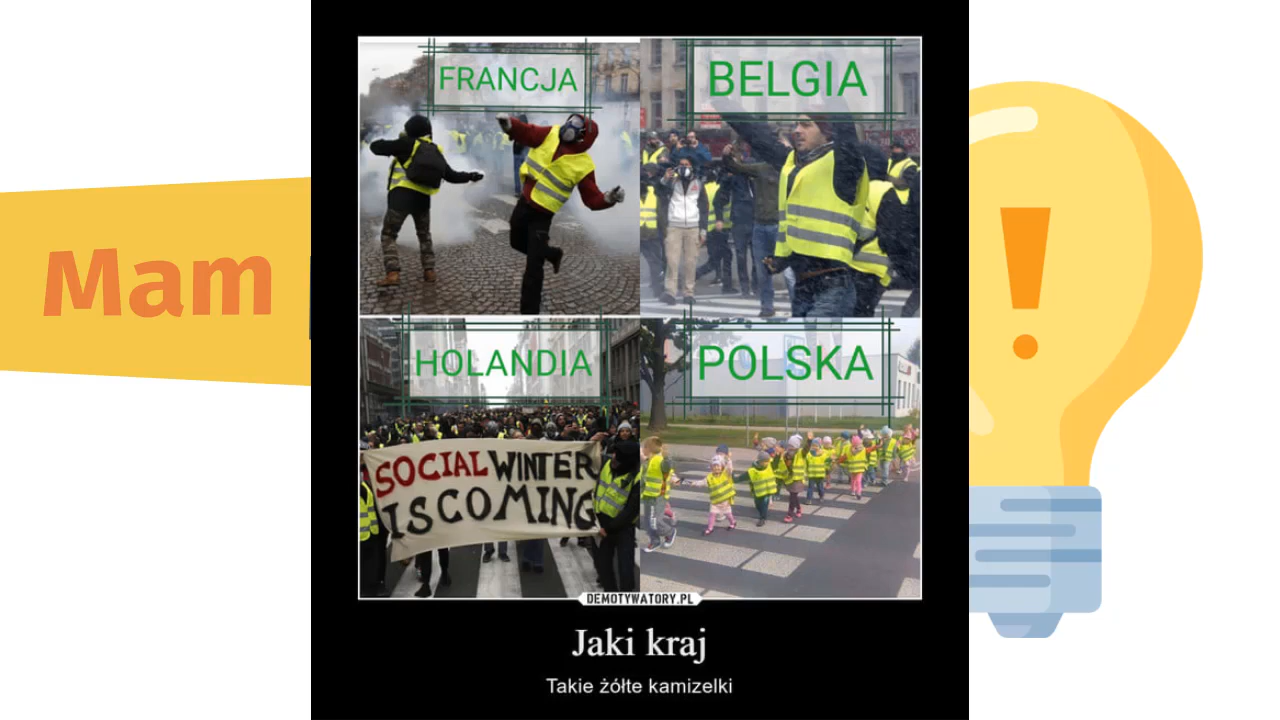 Mam
FRANCJA
BELGIA
HOLANDIA
POLSKA
SOCIAL WINTER
IS COMING
!
DEMOTYWATORY.PL
Jaki kraj
Takie żółte kamizelki